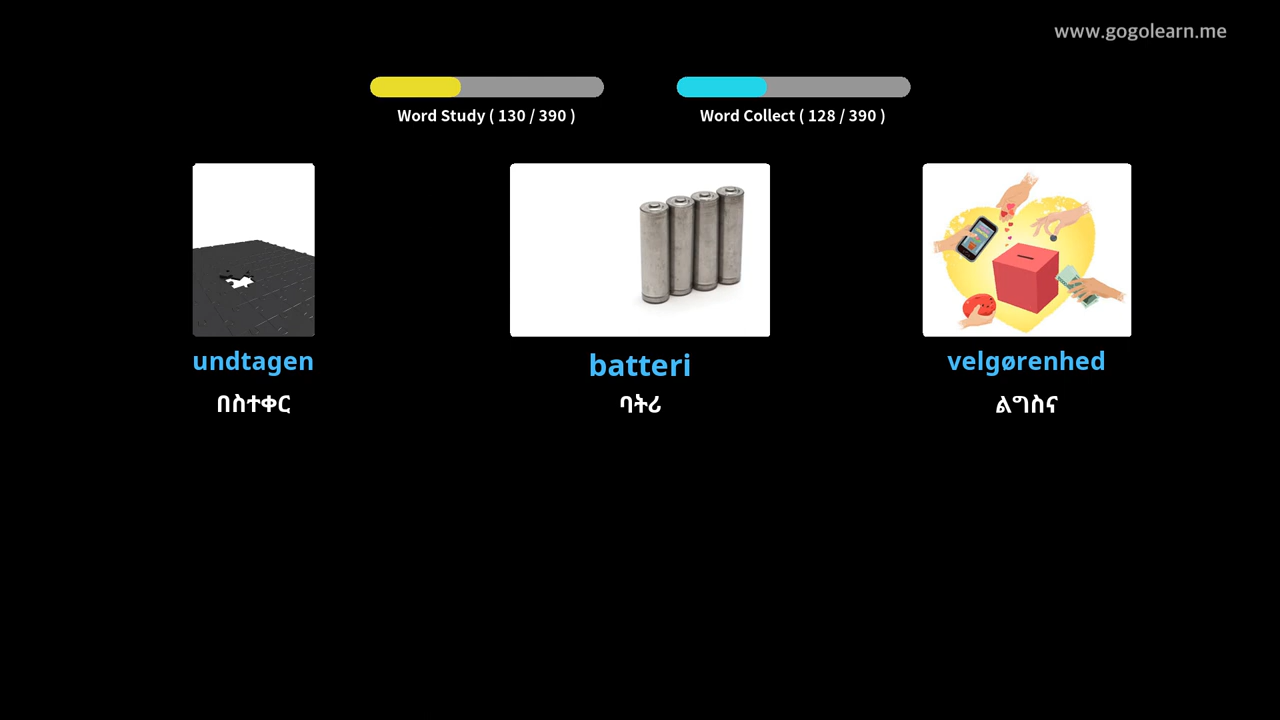 www.gogolearn.me
Word Study ( 130 / 390 )
Word Collect ( 128 / 390 )
undtagen
batteri
velgørenhed
በስተቀር
ባትሪ
ልግስና